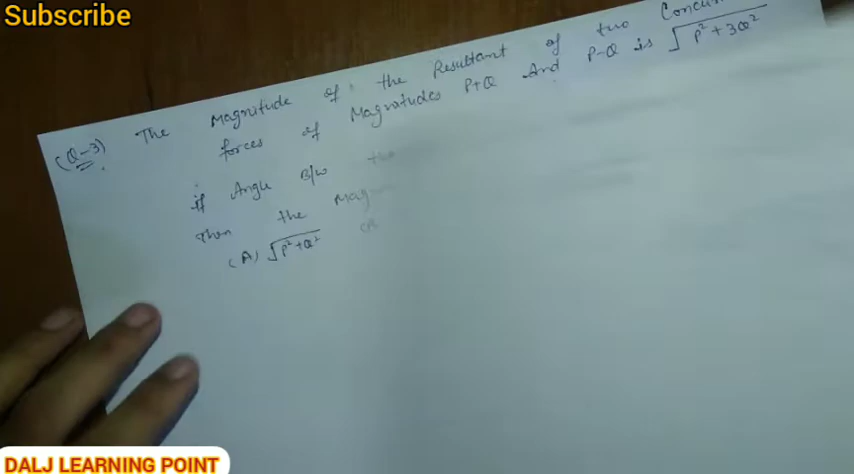 Subscribe
(Q-3) The Magnitude of the Resultant of two
forces of Magnitudes P+Q And P-Q is √P²+3Q²
if Angle B/w the
then the
(A) √P²+Q²
DALJ LEARNING POINT